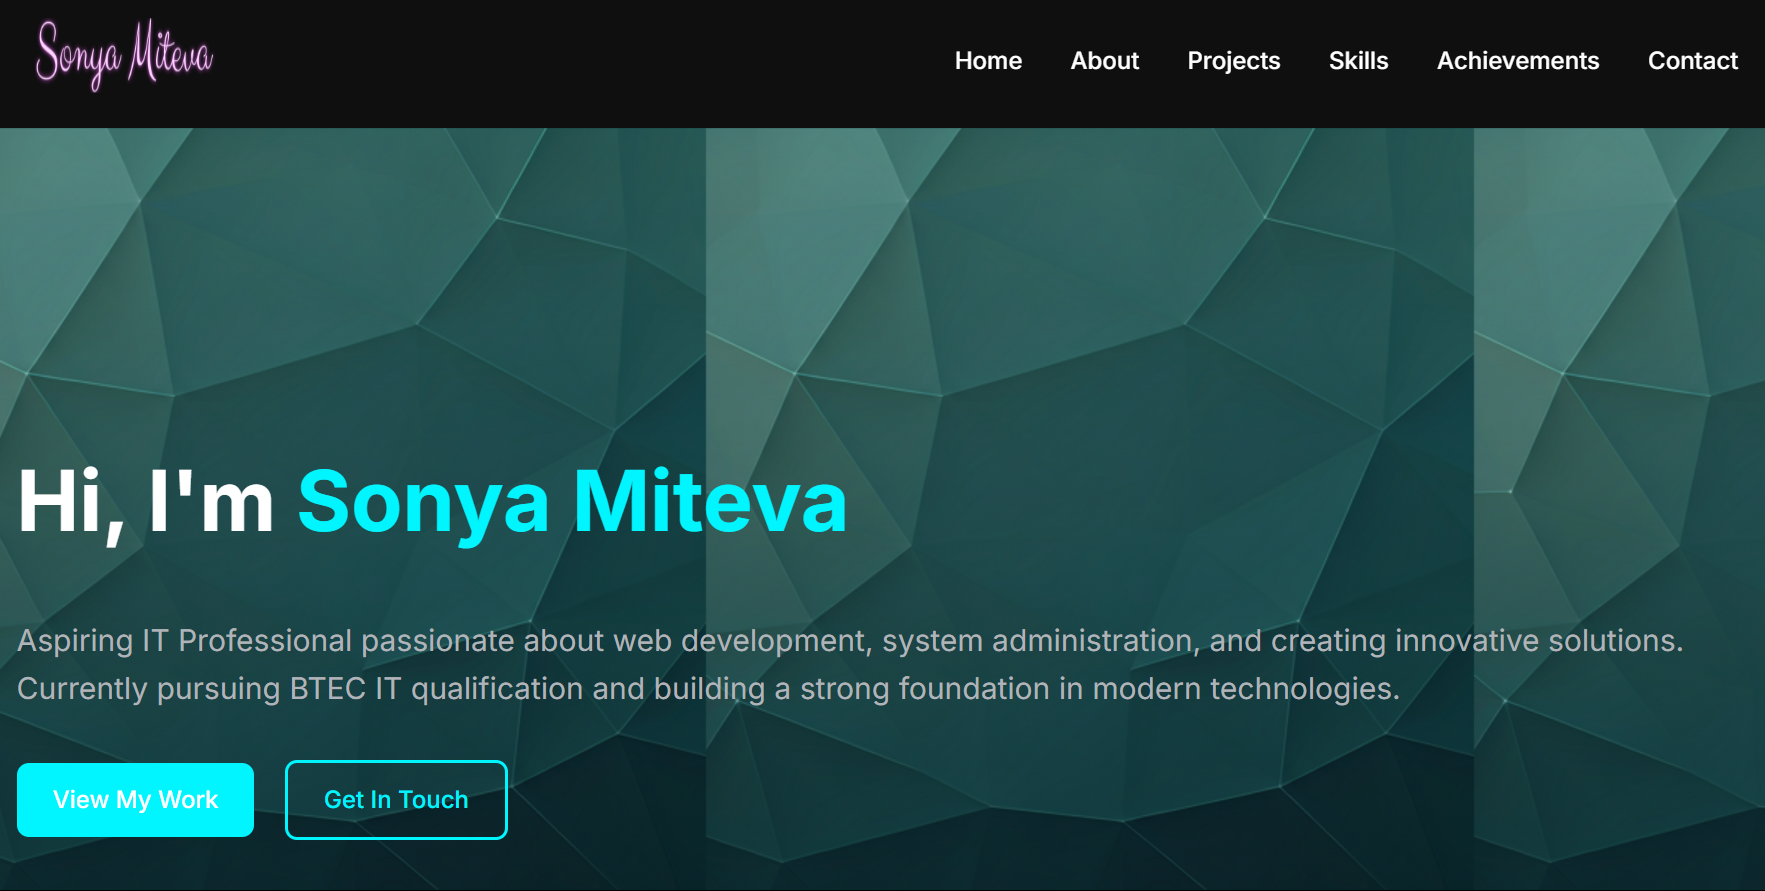 Sonya Miteva
Home About Projects Skills Achievements Contact
Hi, I'm Sonya Miteva
Aspiring IT Professional passionate about web development, system administration, and creating innovative solutions.
Currently pursuing BTEC IT qualification and building a strong foundation in modern technologies.
View My Work
Get In Touch